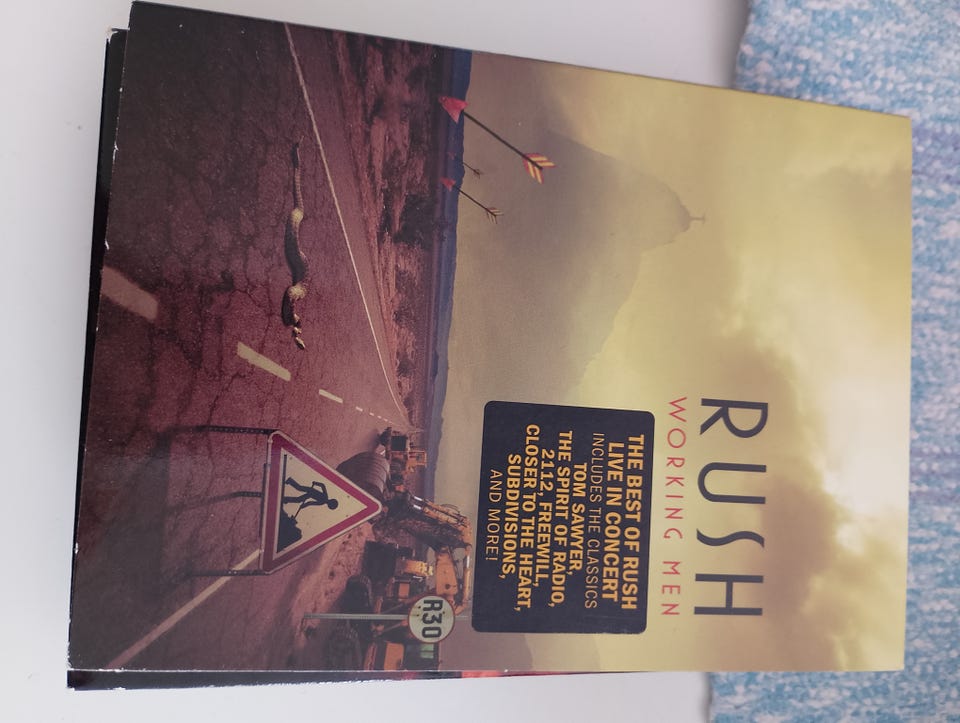 RUSH
WORKING MEN
THE BEST OF RUSH
LIVE IN CONCERT
INCLUDES THE CLASSICS
TOM SAWYER,
THE SPIRIT OF RADIO,
2112, FREEWILL,
CLOSER TO THE HEART,
SUBDIVISIONS,
AND MORE!
R30